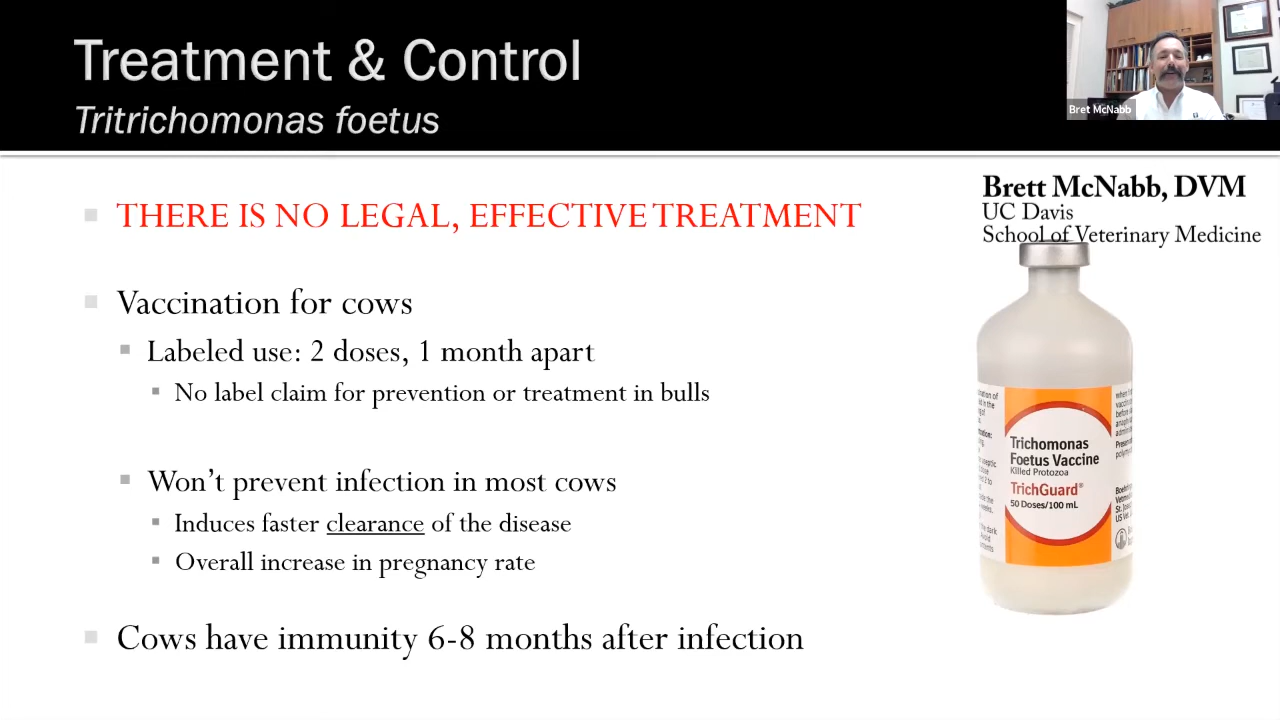 Treatment & Control
Tritrichomonas foetus
Bret McNabb
THERE IS NO LEGAL, EFFECTIVE TREATMENT
Vaccination for cows
Labeled use: 2 doses, 1 month apart
No label claim for prevention or treatment in bulls
Won't prevent infection in most cows
Induces faster clearance of the disease
Overall increase in pregnancy rate
Cows have immunity 6-8 months after infection
Brett McNabb, DVM
UC Davis
School of Veterinary Medicine
Trichomonas
Foetus Vaccine
Killed Protozoa
TrichGuard®
50 Doses/100 mL